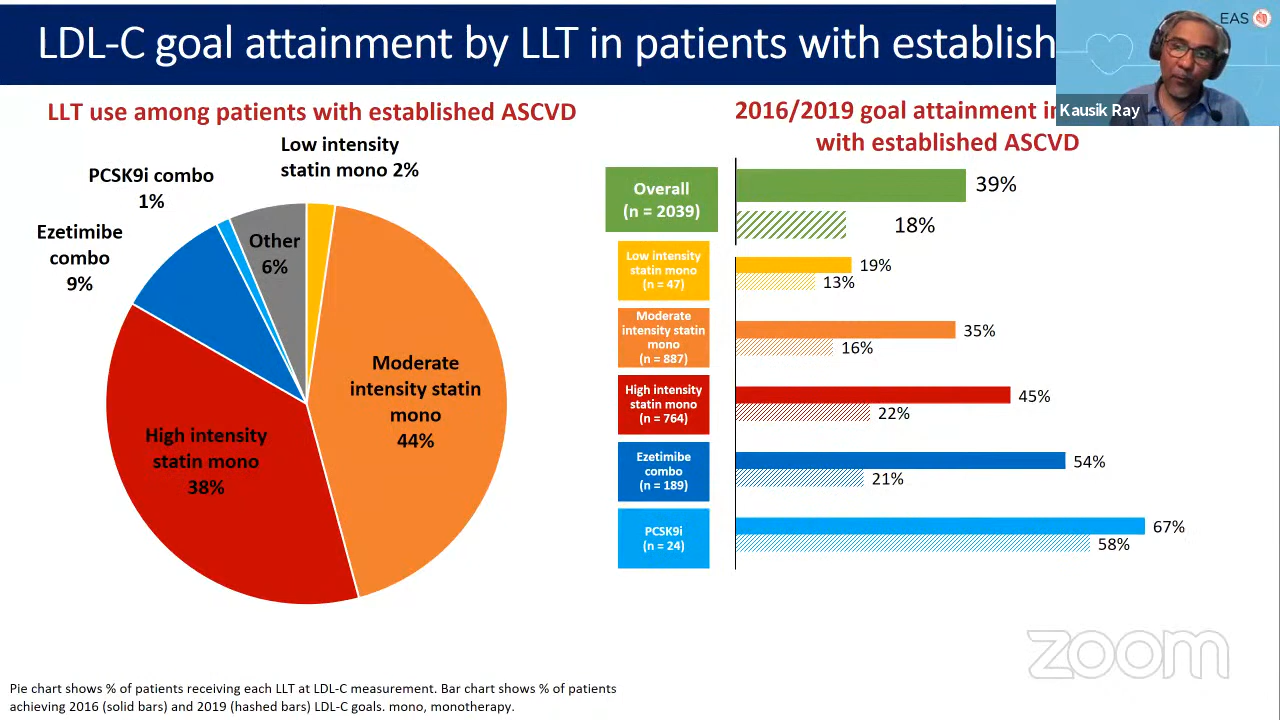 LDL-C goal attainment by LLT in patients with establish
EAS
Kausik Ray
LLT use among patients with established ASCVD
Low intensity
statin mono 2%
PCSK9i combo
1%
Ezetimibe
combo
9%
Other
6%
Moderate
intensity statin
mono
44%
High intensity
statin mono
38%
2016/2019 goal attainment in
with established ASCVD
Overall
(n = 2039)
39%
18%
Low intensity
statin mono
(n = 47)
19%
13%
Moderate
intensity statin
mono
(n = 887)
35%
16%
High intensity
statin mono
(n = 764)
45%
22%
Ezetimibe
combo
(n = 189)
54%
21%
PCSK9i
(n = 24)
67%
58%
zoom
Pie chart shows % of patients receiving each LLT at LDL-C measurement. Bar chart shows % of patients
achieving 2016 (solid bars) and 2019 (hashed bars) LDL-C goals. mono, monotherapy.